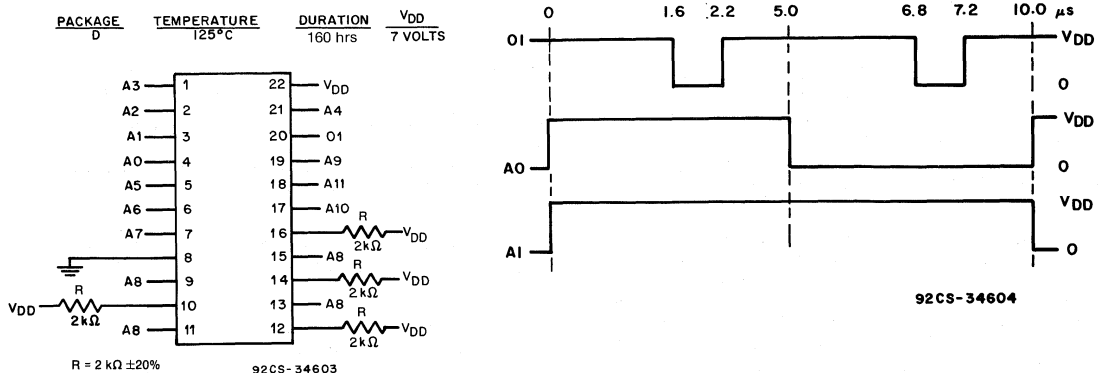 PACKAGE TEMPERATURE DURATION VDD
D 125°C 160 hrs 7 VOLTS
A3 1 22 VDD
A2 2 21 A4
A1 3 20 O1
A0 4 19 A9
A5 5 18 A11
A6 6 17 A10
R
A7 7 16 VDD
2kΩ
8 15 A8
R
A8 9 14 VDD
2kΩ
R
VDD 10 13 A8
2kΩ
R
A8 11 12 VDD
2kΩ
R = 2 kΩ ±20%
92CS-34603
0 1.6 2.2 5.0 6.8 7.2 10.0 µs
O1 VDD
0
VDD
A0 0
VDD
A1 0
92CS-34604